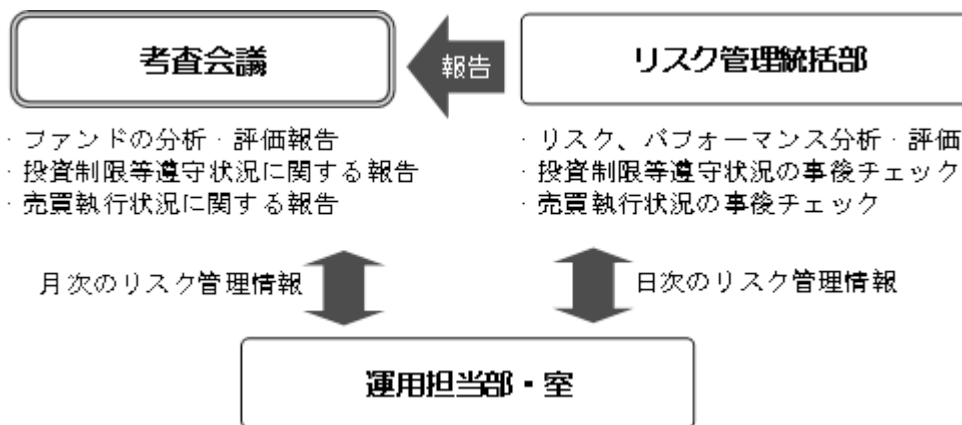 考査会議
報告
リスク管理統括部
・ファンドの分析・評価報告
・投資制限等遵守状況に関する報告
・売買執行状況に関する報告
・リスク、パフォーマンス分析・評価
・投資制限等遵守状況の事後チェック
・売買執行状況の事後チェック
月次のリスク管理情報
日次のリスク管理情報
運用担当部・室